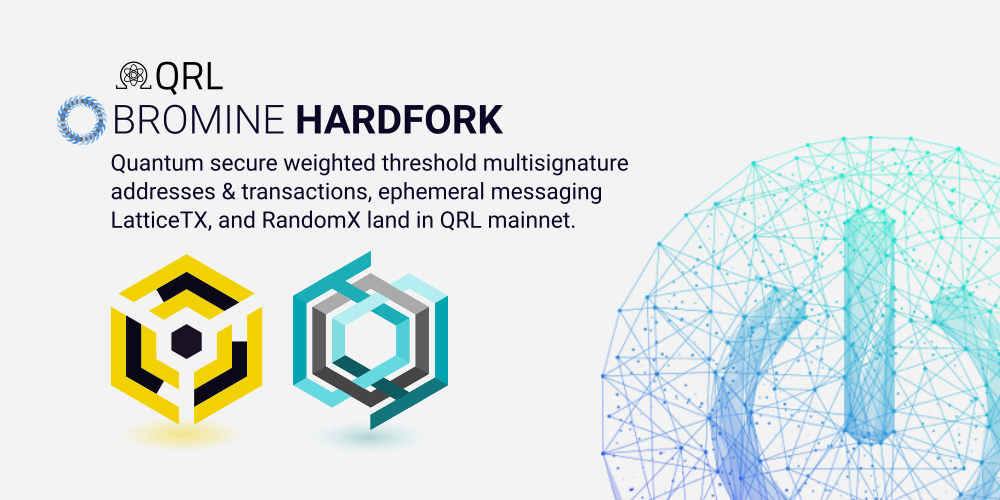 QRL
BROMINE HARDFORK
Quantum secure weighted threshold multisignature
addresses & transactions, ephemeral messaging
LatticeTX, and RandomX land in QRL mainnet.